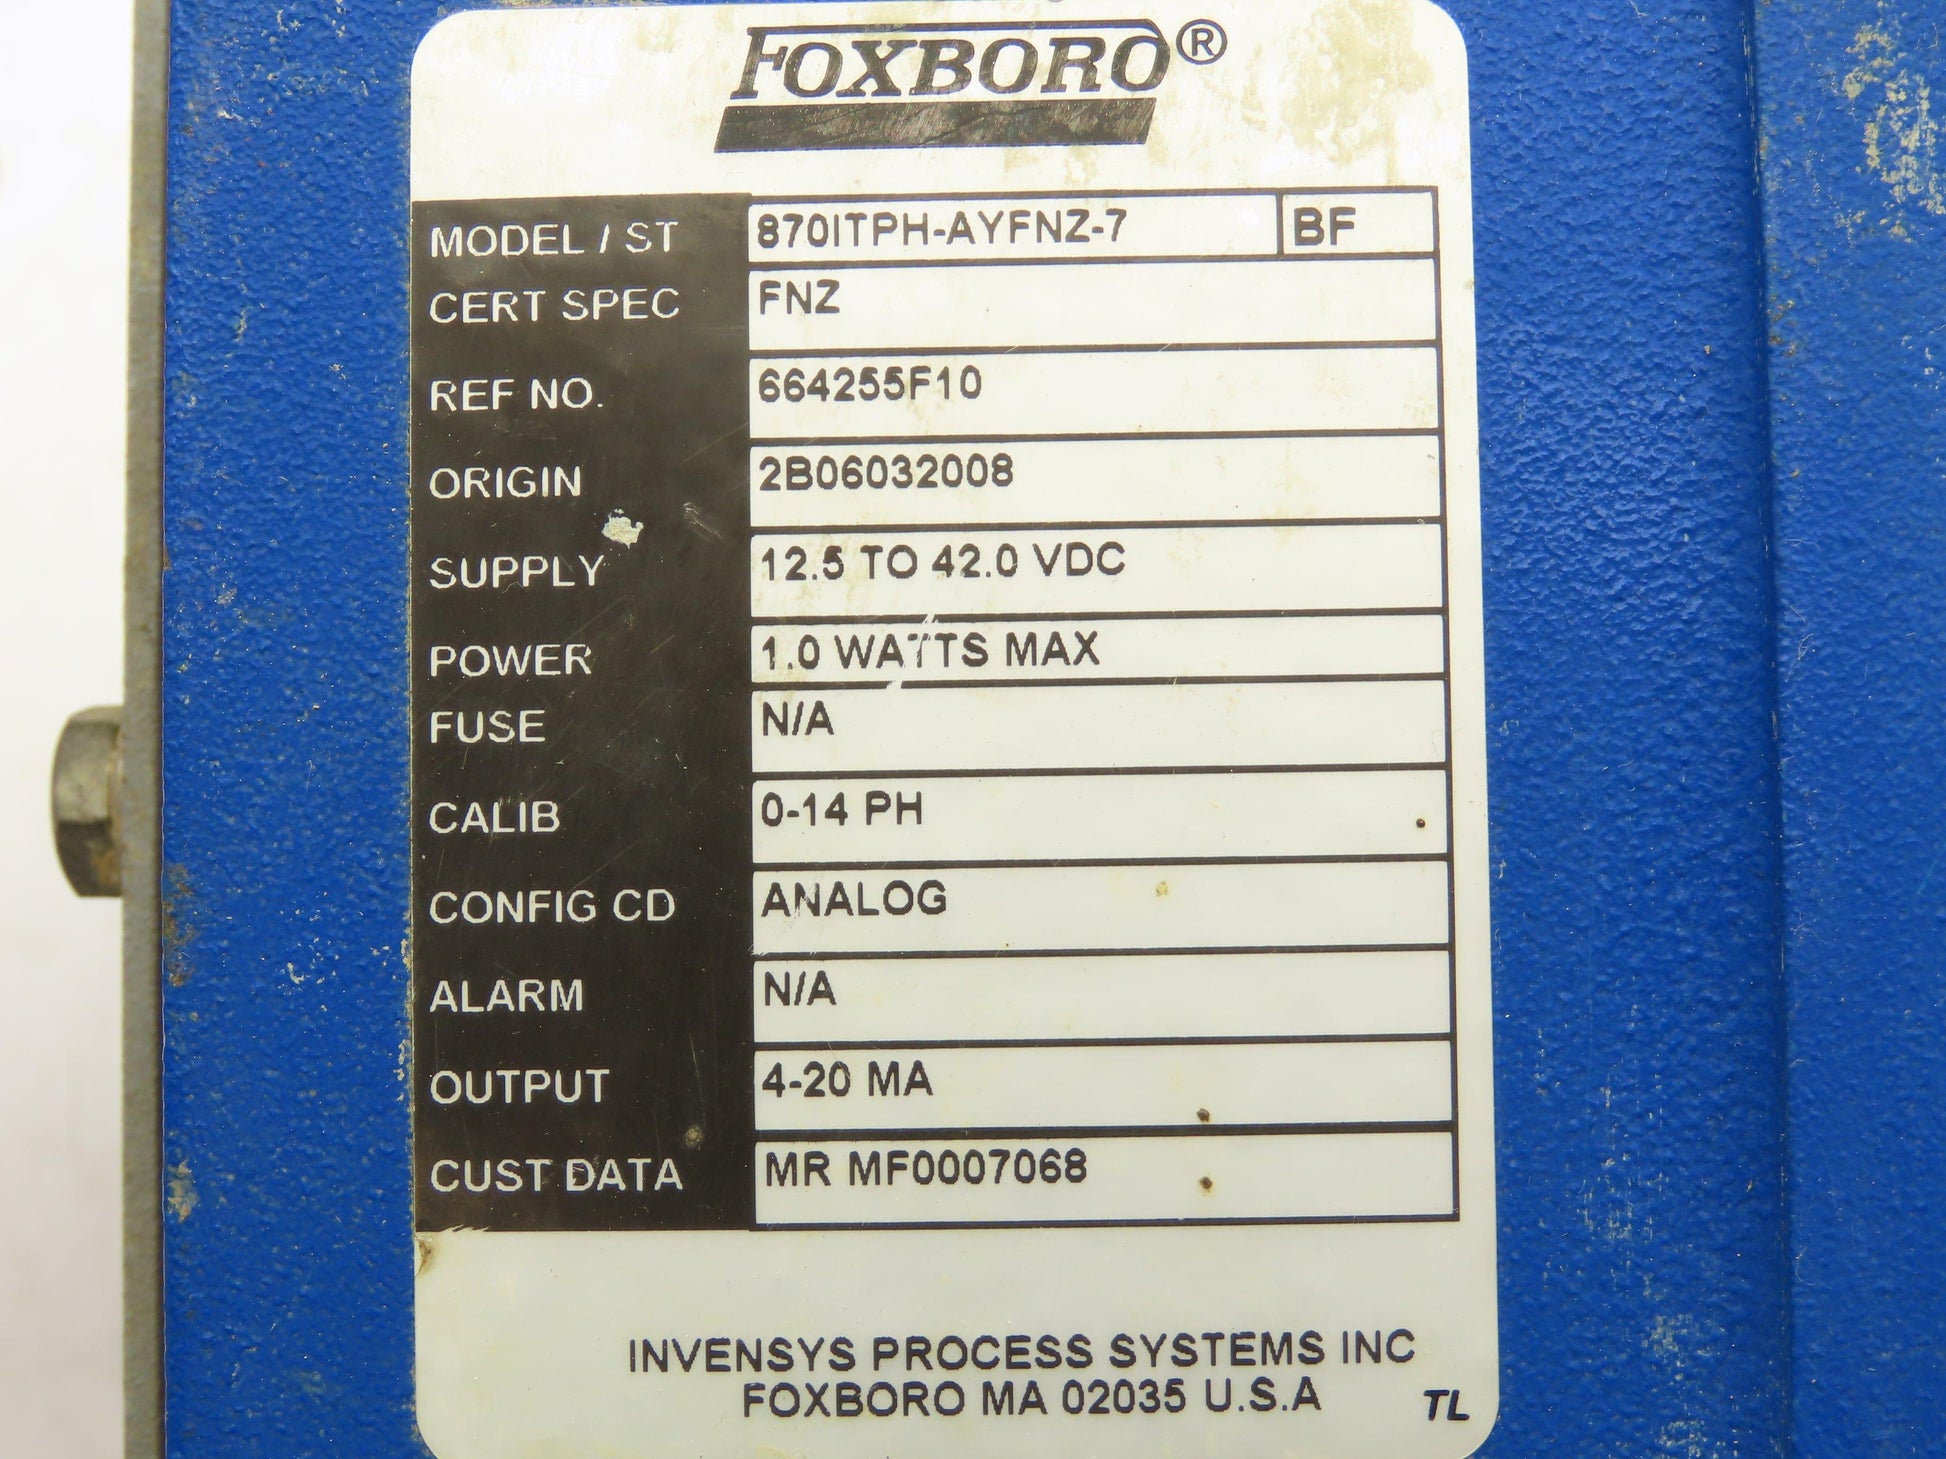 FOXBORO®
MODEL / ST 870ITPH-AYFNZ-7 BF
CERT SPEC FNZ
REF NO. 664255F10
ORIGIN 2B06032008
SUPPLY 12.5 TO 42.0 VDC
POWER 1.0 WATTS MAX
FUSE N/A
CALIB 0-14 PH
CONFIG CD ANALOG
ALARM N/A
OUTPUT 4-20 MA
CUST DATA MR MF0007068
INVENSYS PROCESS SYSTEMS INC
FOXBORO MA 02035 U.S.A TL